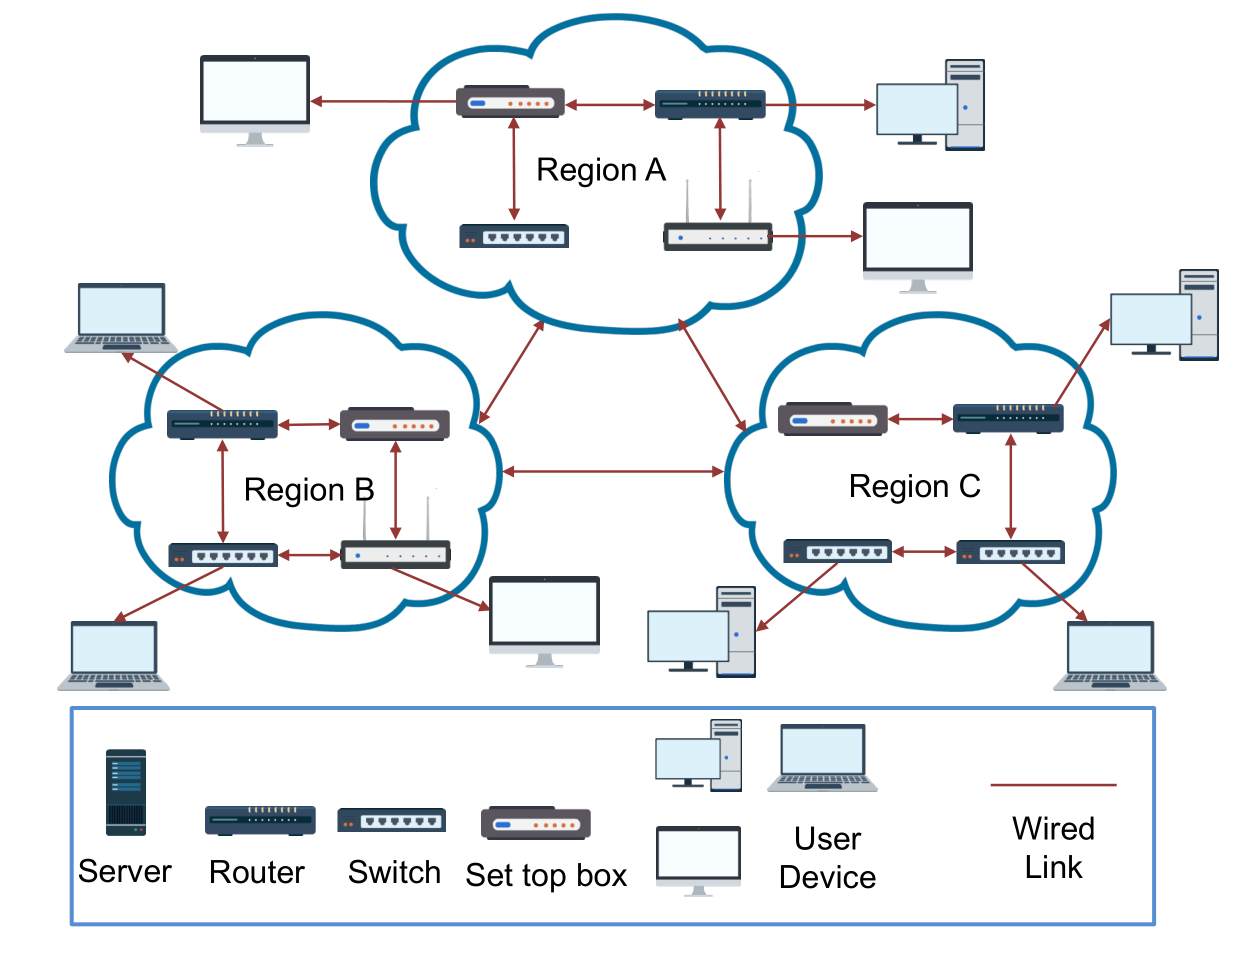 Region A
Region B
Region C
Server
Router
Switch
Set top box
User
Device
Wired
Link